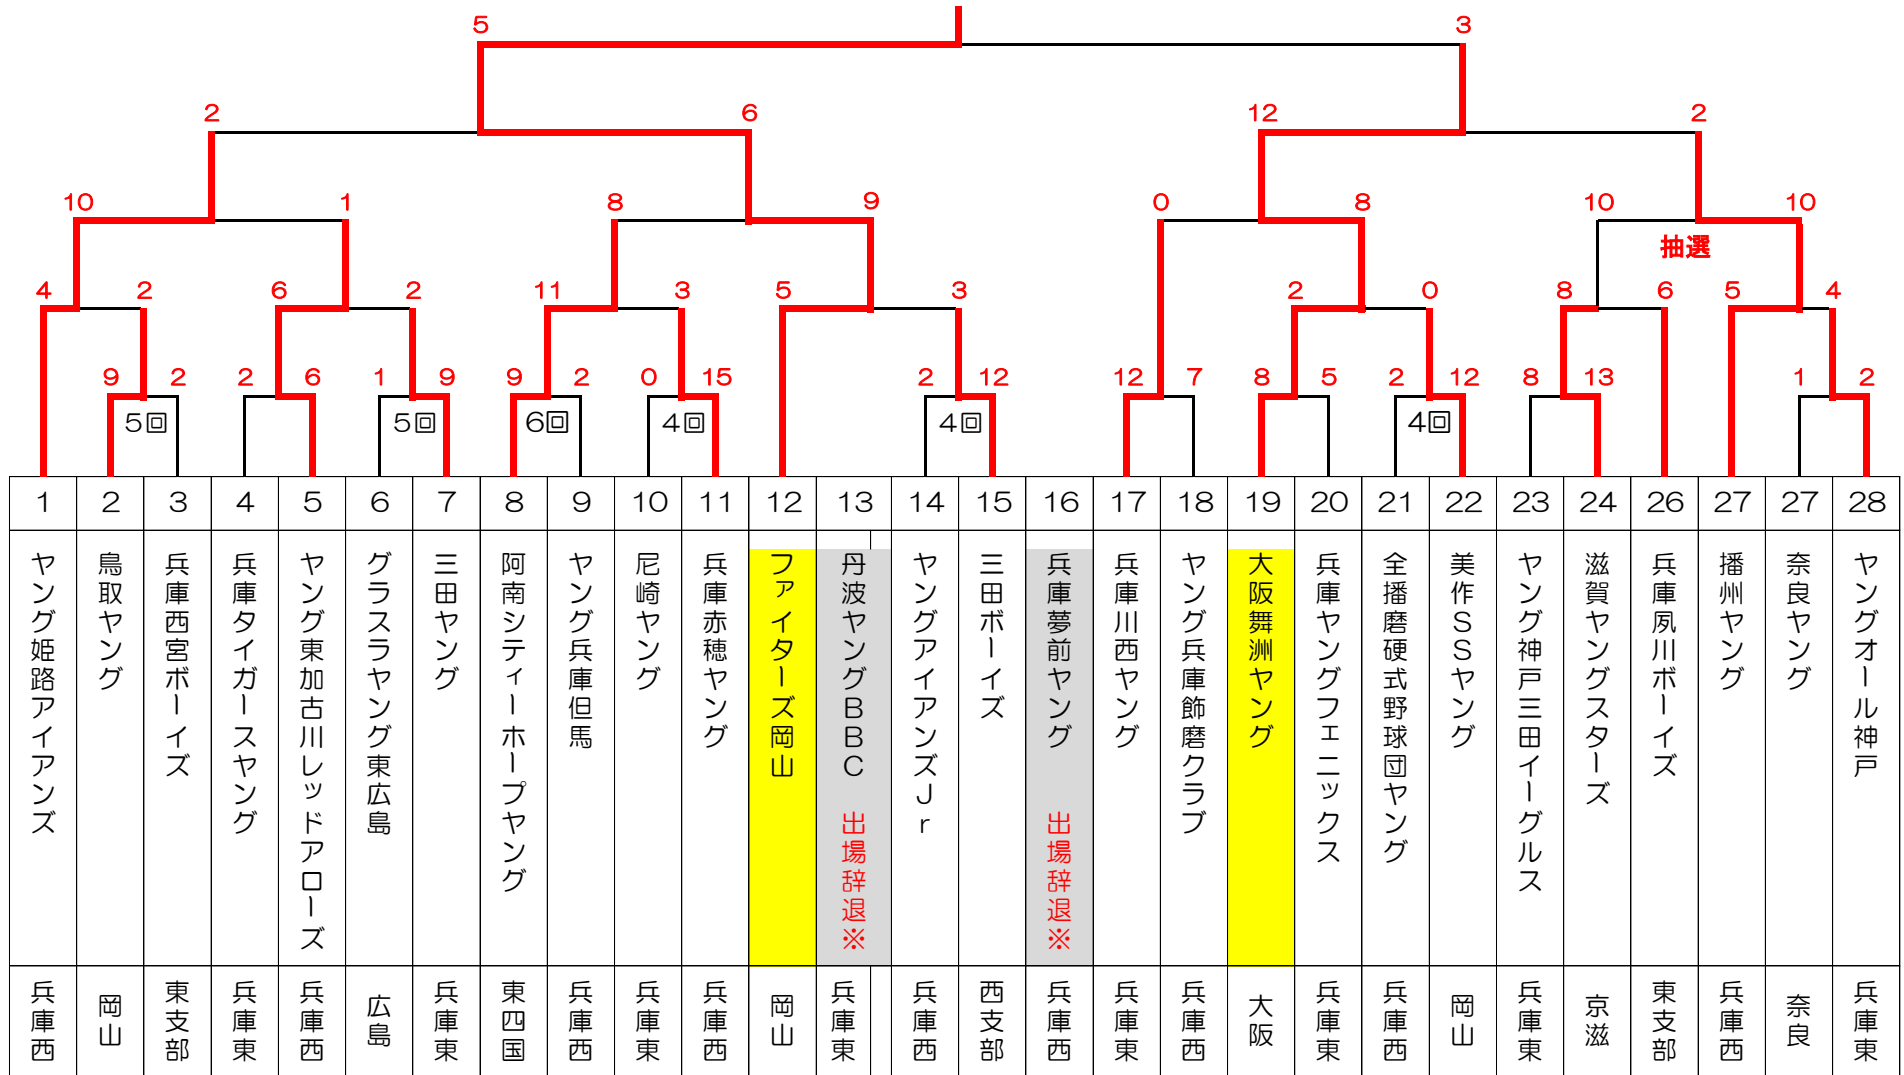 5 3
2 6 12 2
10 1 8 9 0 8 10 10
抽選
4 2 6 2 11 3 5 3 2 0 8 6 5 4
9 2 2 6 1 9 9 2 0 15 2 12 12 7 8 5 2 12 8 13 1 2
5回 5回 6回 4回 4回 4回
1 2 3 4 5 6 7 8 9 10 11 12 13 14 15 16 17 18 19 20 21 22 23 24 26 27 27 28
ヤング姫路アイアンズ
鳥取ヤング
兵庫西宮ボーイズ
兵庫タイガースヤング
ヤング東加古川レッドアローズ
グラスラヤング東広島
三田ヤング
阿南シティーホープヤング
ヤング兵庫但馬
尼崎ヤング
兵庫赤穂ヤング
ファイターズ岡山
丹波ヤングBBC 出場辞退※
ヤングアイアンズJr
三田ボーイズ
兵庫夢前ヤング 出場辞退※
兵庫川西ヤング
ヤング兵庫飾磨クラブ
大阪舞洲ヤング
兵庫ヤングフェニックス
全播磨硬式野球団ヤング
美作SSヤング
ヤング神戸三田イーグルス
滋賀ヤングスターズ
兵庫夙川ボーイズ
播州ヤング
奈良ヤング
ヤングオール神戸
兵庫西
岡山
東支部
兵庫東
兵庫西
広島
兵庫東
東四国
兵庫西
兵庫東
兵庫西
岡山
兵庫東
兵庫西
西支部
兵庫西
兵庫東
兵庫西
大阪
兵庫東
兵庫西
岡山
兵庫東
京滋
東支部
兵庫西
奈良
兵庫東